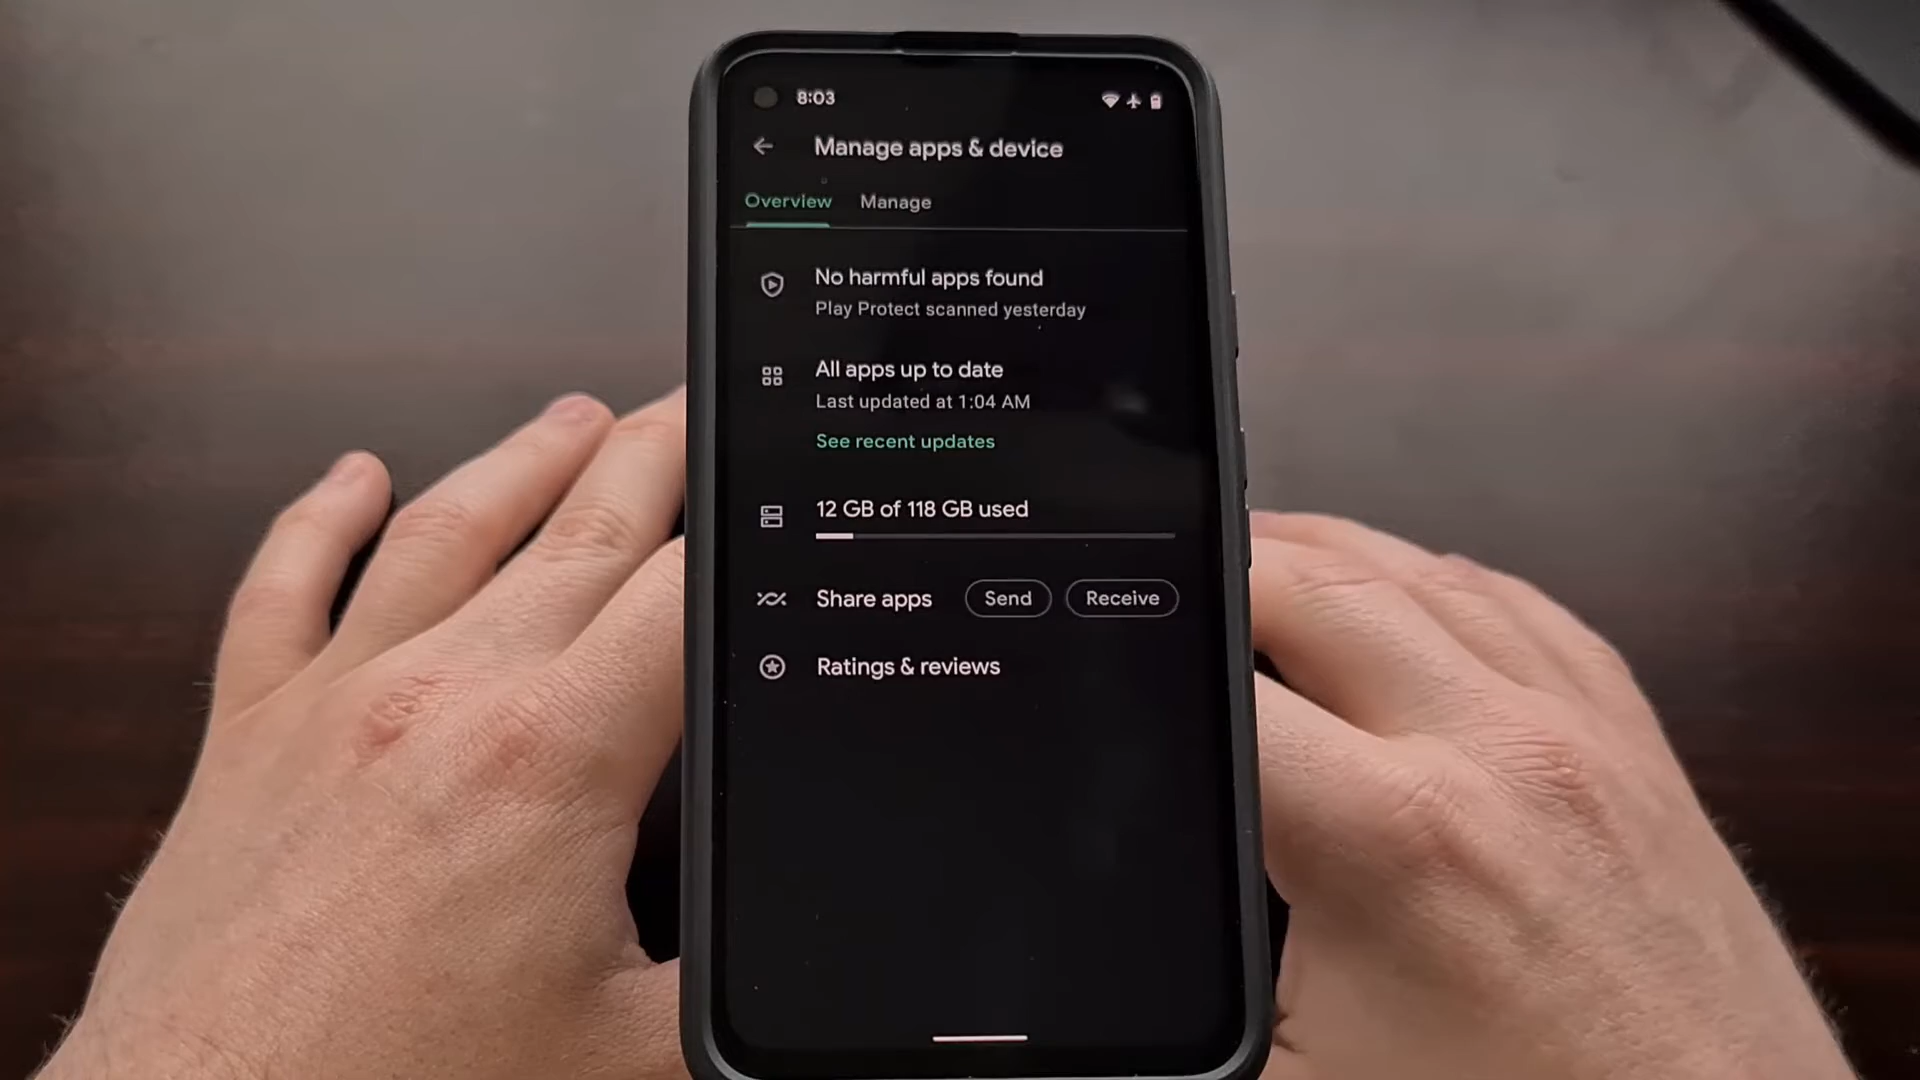 8:03
Manage apps & device
Overview Manage
No harmful apps found
Play Protect scanned yesterday
All apps up to date
Last updated at 1:04 AM
See recent updates
12 GB of 118 GB used
Share apps Send Receive
Ratings & reviews